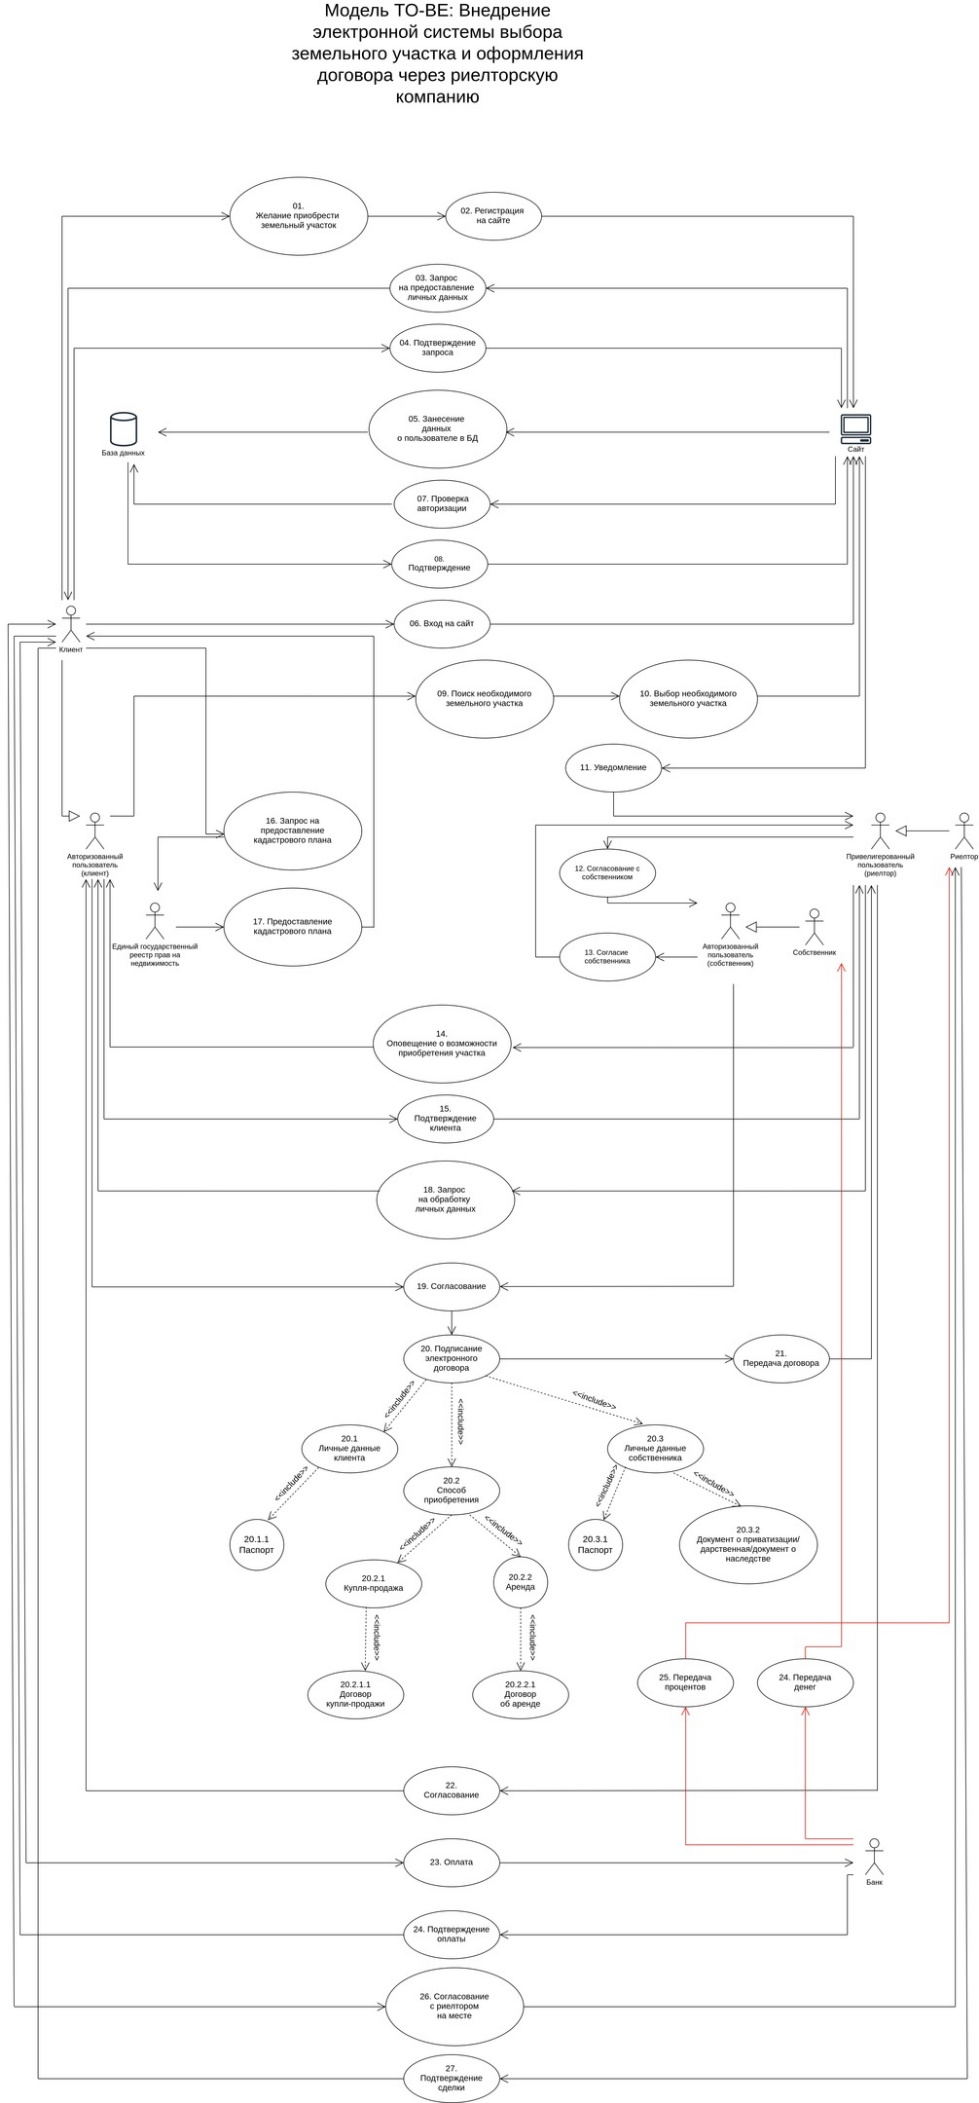 Модель TO-BE: Внедрение
электронной системы выбора
земельного участка и оформления
договора через риелторскую
компанию
01.
Желание приобрести
земельный участок
02. Регистрация
на сайте
03. Запрос
на предоставление
личных данных
04. Подтверждение
запроса
05. Занесение
данных
о пользователе в БД
База данных
Сайт
07. Проверка
авторизации
08.
Подтверждение
06. Вход на сайт
Клиент
09. Поиск необходимого
земельного участка
10. Выбор необходимого
земельного участка
11. Уведомление
16. Запрос на
предоставление
кадастрового плана
Авторизованный
пользователь
(клиент)
Привелигерованный
пользователь
(риелтор)
Риелтор
12. Согласование с
собственником
17. Предоставление
кадастрового плана
Единый государственный
реестр прав на
недвижимость
13. Согласие
собственника
Авторизованный
пользователь
(собственник)
Собственник
14.
Оповещение о возможности
приобретения участка
15.
Подтверждение
клиента
18. Запрос
на обработку
личных данных
19. Согласование
20. Подписание
электронного
договора
21.
Передача договора
<<include>>
<<include>>
<<include>>
20.1
Личные данные
клиента
20.3
Личные данные
собственника
20.2
Способ
приобретения
<<include>>
<<include>>
<<include>>
20.1.1
Паспорт
<<include>>
<<include>>
20.3.1
Паспорт
20.3.2
Документ о приватизации/
дарственная/документ о
наследстве
20.2.1
Купля-продажа
20.2.2
Аренда
<<include>>
<<include>>
20.2.1.1
Договор
купли-продажи
20.2.2.1
Договор
об аренде
25. Передача
процентов
24. Передача
денег
22.
Согласование
23. Оплата
Банк
24. Подтверждение
оплаты
26. Согласование
с риелтором
на месте
27.
Подтверждение
сделки